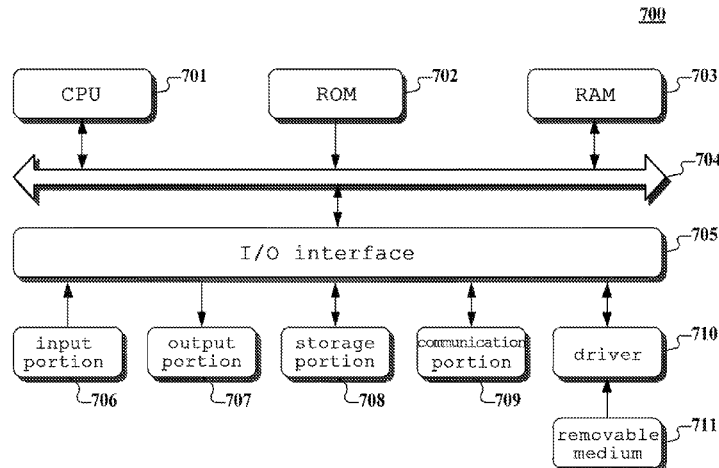 700
CPU
701
ROM
702
RAM
703
704
I/O interface
705
input
portion
706
output
portion
707
storage
portion
708
communication
portion
709
driver
710
removable
medium
711